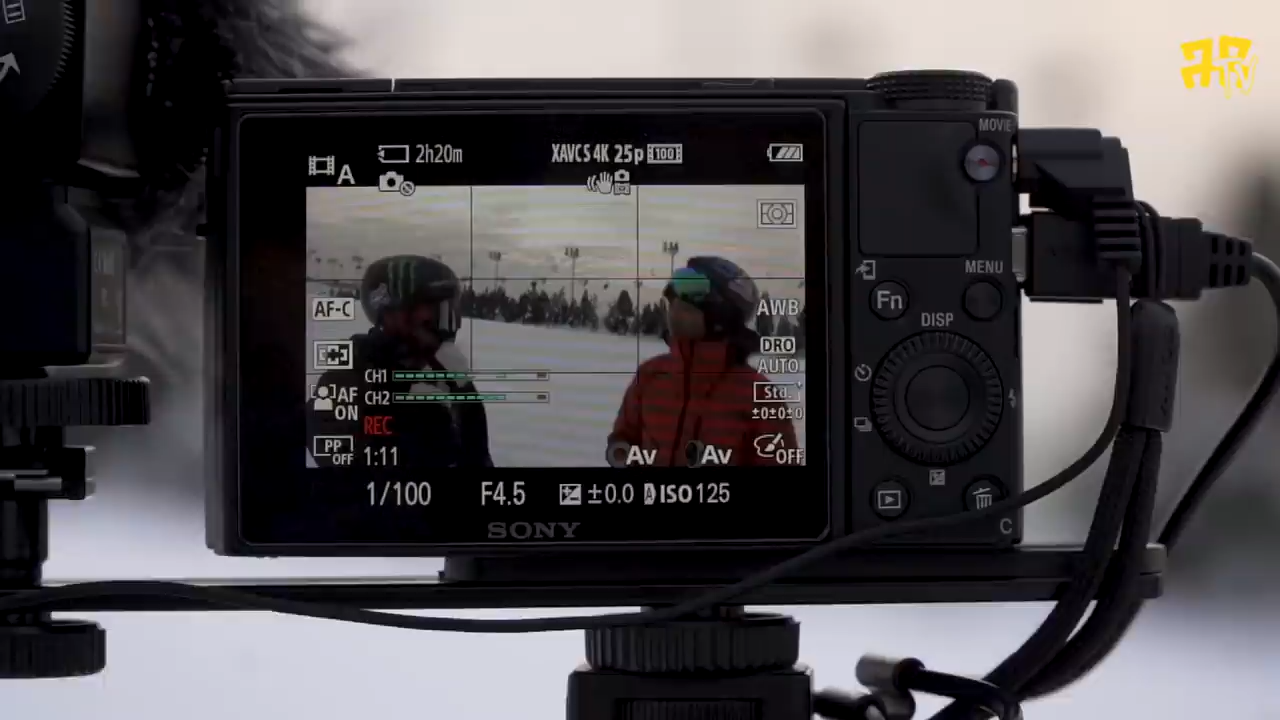 MOVIE
A
2h20m
XAVC S 4K 25p 100
MENU
Fn
AF-C
AWB
DISP
DRO
AUTO
CH1
CH2
AF
ON
Std.
±0±0±0
REC
PP
OFF
1:11
Av
Av
OFF
1/100
F4.5
±0.0
A ISO 125
C
SONY